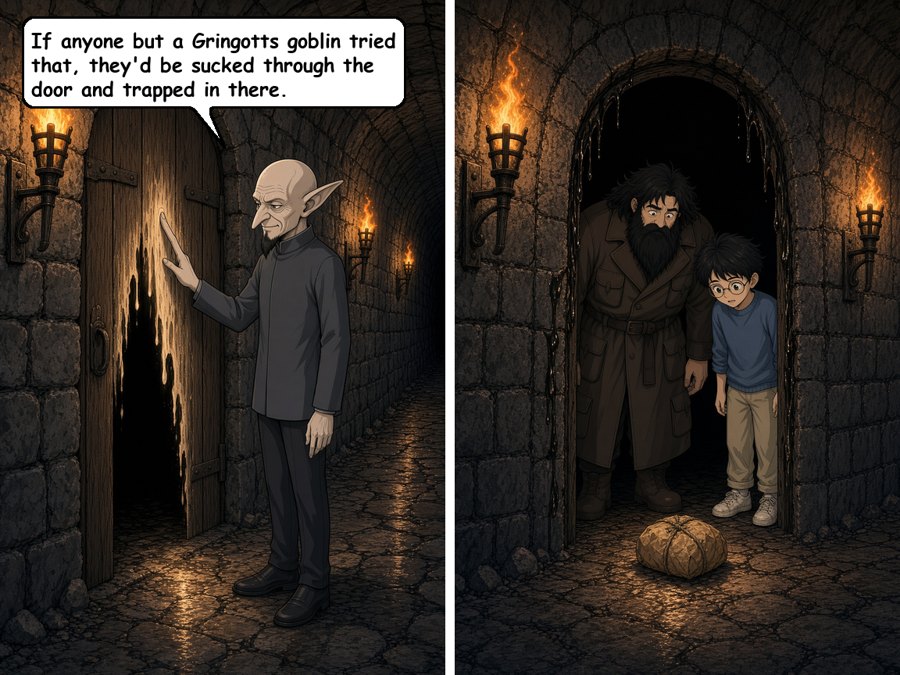 If anyone but a Gringotts goblin tried
that, they'd be sucked through the
door and trapped in there.